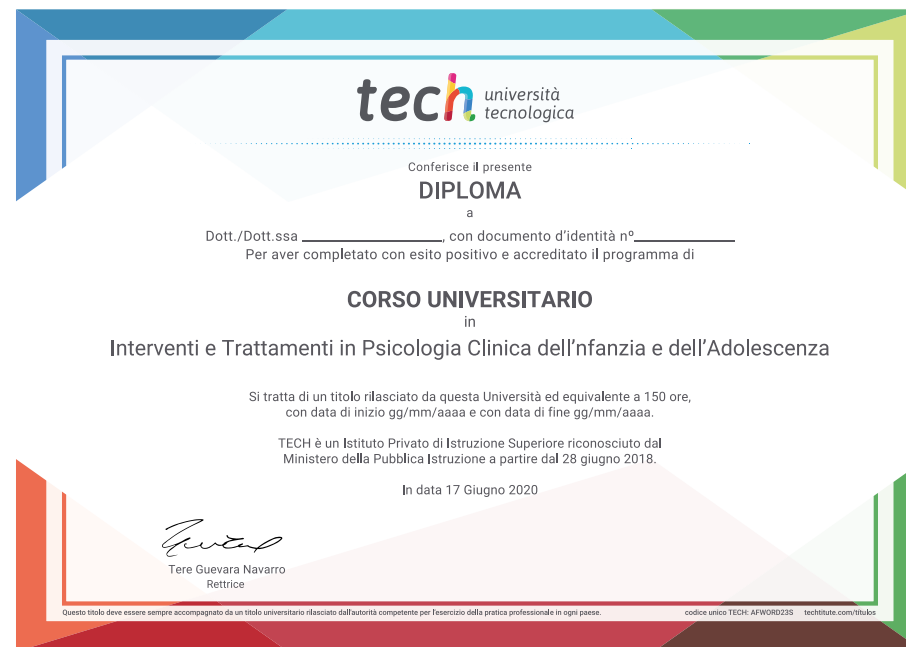 tech università
tecnologica
Conferisce il presente
DIPLOMA
a
Dott./Dott.ssa ____________, con documento d'identità nº____________
Per aver completato con esito positivo e accreditato il programma di
CORSO UNIVERSITARIO
in
Interventi e Trattamenti in Psicologia Clinica dell'nfanzia e dell'Adolescenza
Si tratta di un titolo rilasciato da questa Università ed equivalente a 150 ore,
con data di inizio gg/mm/aaaa e con data di fine gg/mm/aaaa.
TECH è un Istituto Privato di Istruzione Superiore riconosciuto dal
Ministero della Pubblica Istruzione a partire dal 28 giugno 2018.
In data 17 Giugno 2020
Tere Guevara Navarro
Rettrice
Questo titolo deve essere sempre accompagnato da un titolo universitario rilasciato dall'autorità competente per l'esercizio della pratica professionale in ogni paese. codice unico TECH: AFWORD23S techtitute.com/títulos